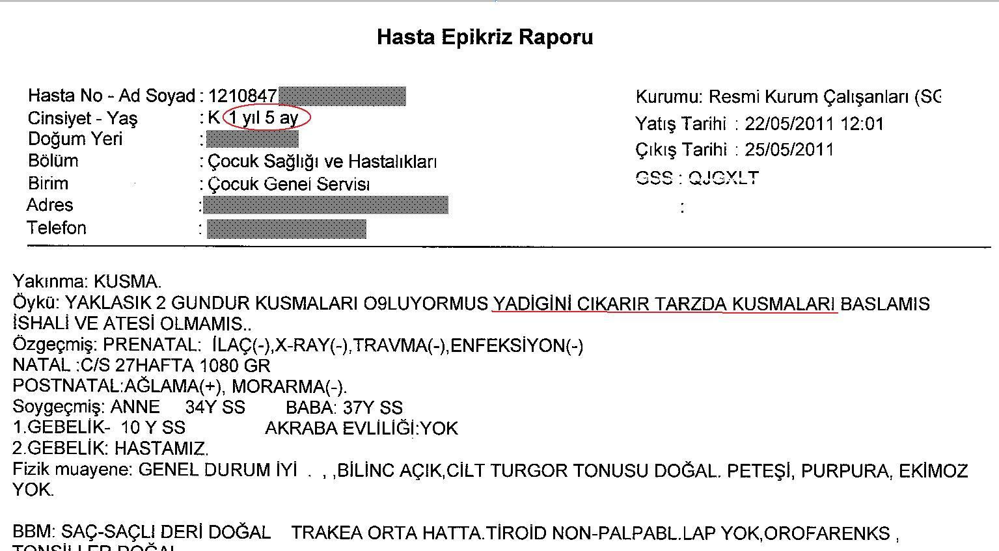 Hasta Epikriz Raporu
Hasta No - Ad Soyad : 1210847
Cinsiyet - Yaş : K 1 yıl 5 ay
Doğum Yeri :
Bölüm : Çocuk Sağlığı ve Hastalıkları
Birim : Çocuk Genel Servisi
Adres :
Telefon :
Kurumu: Resmi Kurum Çalışanları (SG
Yatış Tarihi : 22/05/2011 12:01
Çıkış Tarihi : 25/05/2011
GSS : QJGXLT
:
Yakınma: KUSMA.
Öykü: YAKLASIK 2 GUNDUR KUSMALARI O9LUYORMUS YADİGİNİ CIKARIR TARZDA KUSMALARI BASLAMIS
İSHALİ VE ATESİ OLMAMIS..
Özgeçmiş: PRENATAL: İLAÇ(-),X-RAY(-),TRAVMA(-),ENFEKSİYON(-)
NATAL :C/S 27HAFTA 1080 GR
POSTNATAL:AĞLAMA(+), MORARMA(-).
Soygeçmiş: ANNE 34Y SS BABA: 37Y SS
1.GEBELİK- 10 Y SS AKRABA EVLİLİĞİ:YOK
2.GEBELİK: HASTAMIZ.
Fizik muayene: GENEL DURUM İYİ . , ,BİLİNC AÇIK,CİLT TURGOR TONUSU DOĞAL. PETEŞİ, PURPURA, EKİMOZ
YOK.
BBM: SAÇ-SAÇLI DERİ DOĞAL TRAKEA ORTA HATTA.TİROİD NON-PALPABL.LAP YOK,OROFARENKS ,
TONSİLLER DOĞAL